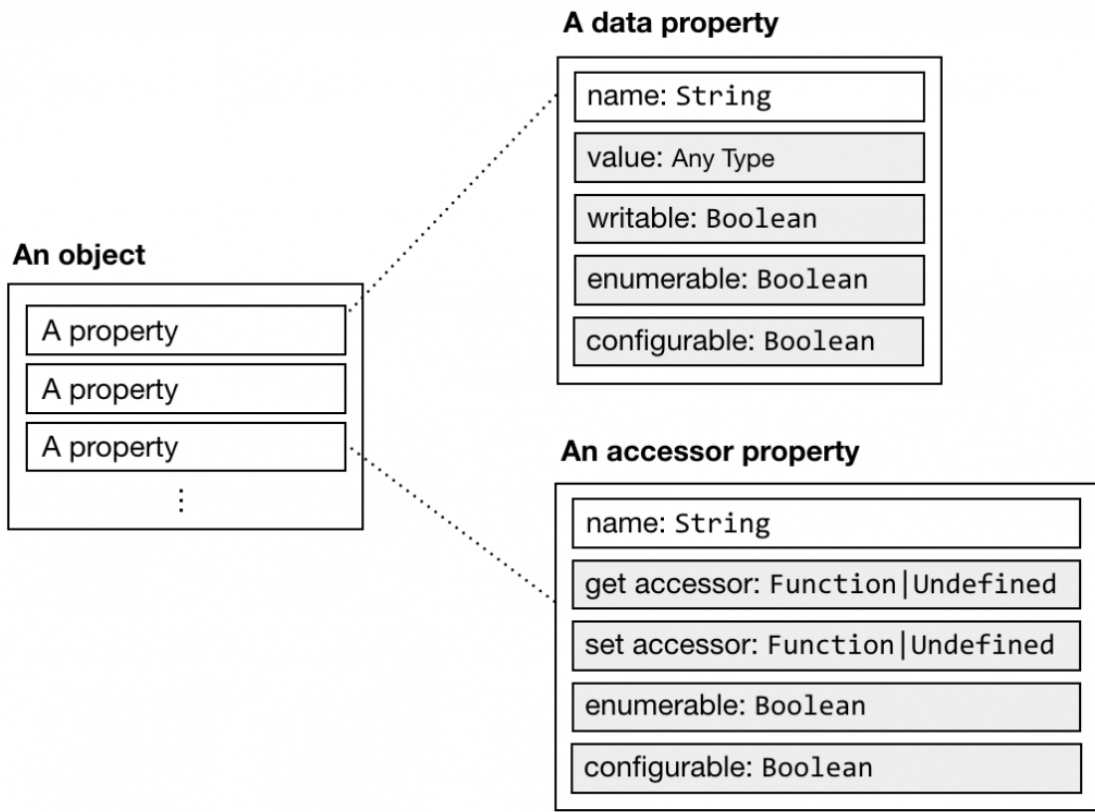 A data property
name: String
value: Any Type
writable: Boolean
enumerable: Boolean
configurable: Boolean
An object
A property
A property
A property
⋮
An accessor property
name: String
get accessor: Function|Undefined
set accessor: Function|Undefined
enumerable: Boolean
configurable: Boolean